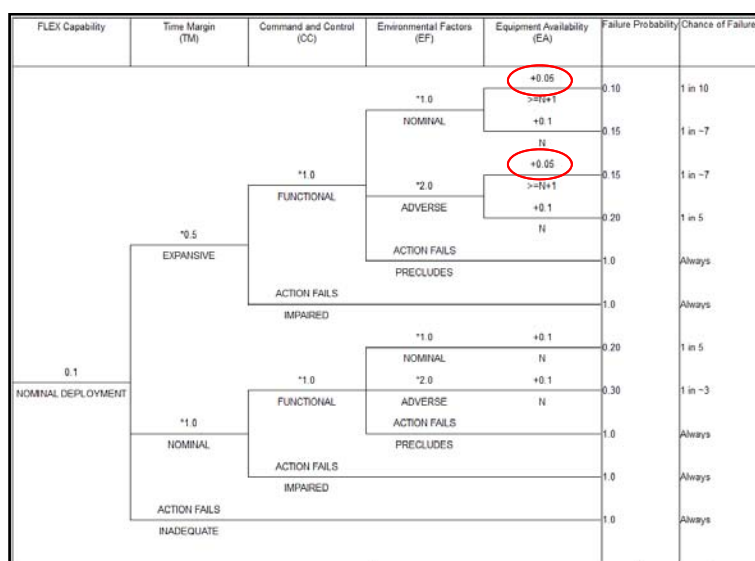 FLEX Capability
Time Margin
(TM)
Command and Control
(CC)
Environmental Factors
(EF)
Equipment Availability
(EA)
Failure Probability
Chance of Failure
+0.05
0.10
1 in 10
*1.0
>=N+1
NOMINAL
+0.1
0.15
1 in ~7
N
+0.05
*1.0
0.15
1 in ~7
FUNCTIONAL
*2.0
>=N+1
ADVERSE
+0.1
0.20
1 in 5
N
*0.5
EXPANSIVE
ACTION FAILS
1.0
Always
PRECLUDES
ACTION FAILS
1.0
Always
IMPAIRED
*1.0
+0.1
0.20
1 in 5
NOMINAL
N
0.1
NOMINAL DEPLOYMENT
*1.0
*2.0
+0.1
0.30
1 in ~3
FUNCTIONAL
ADVERSE
N
*1.0
ACTION FAILS
1.0
Always
NOMINAL
PRECLUDES
ACTION FAILS
1.0
Always
IMPAIRED
ACTION FAILS
1.0
Always
INADEQUATE